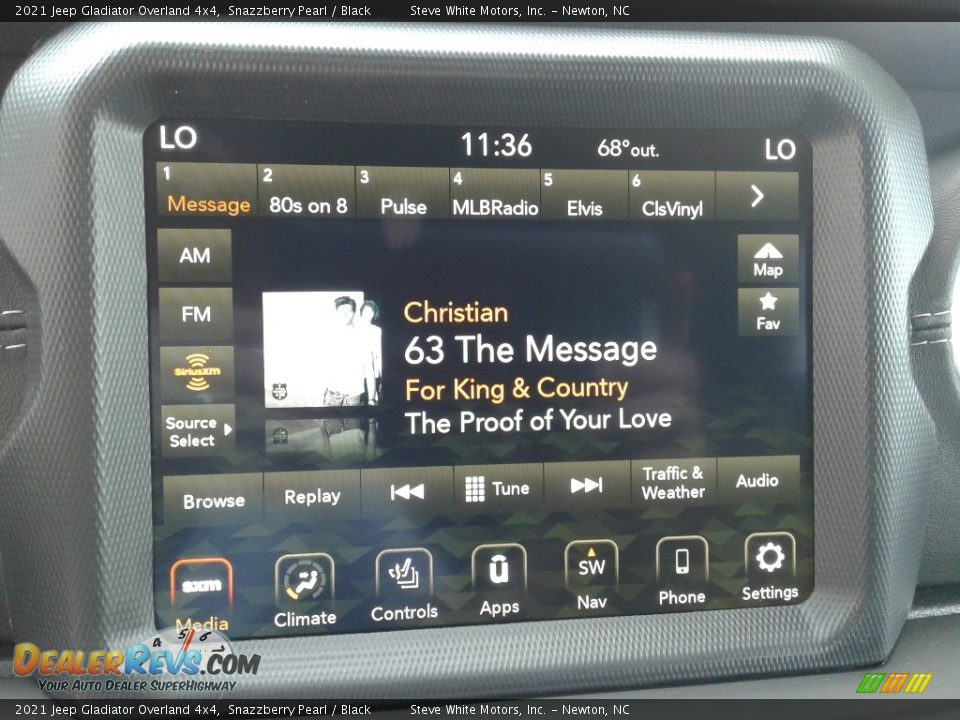 2021 Jeep Gladiator Overland 4x4, Snazzberry Pearl / Black Steve White Motors, Inc. – Newton, NC
LO 11:36 68°out. LO
1 2 3 4 5 6
Message 80s on 8 Pulse MLBRadio Elvis ClsVinyl
AM
Map
FM
Fav
SiriusXM
Source
Select
Christian
63 The Message
For King & Country
The Proof of Your Love
Browse Replay Tune Traffic &
Weather Audio
sxm SW
Media Climate Controls Apps Nav Phone Settings
4 5 6
DealerRevs.com
Your Auto Dealer SuperHighway
2021 Jeep Gladiator Overland 4x4, Snazzberry Pearl / Black Steve White Motors, Inc. – Newton, NC